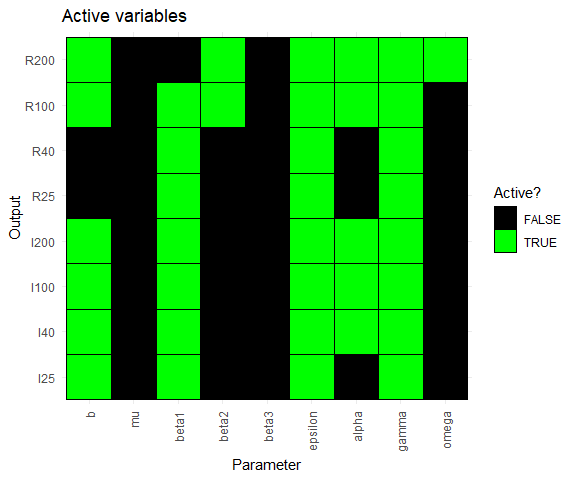 Active variables
Output
R200
R100
R40
R25
I200
I100
I40
I25
b
mu
beta1
beta2
beta3
epsilon
alpha
gamma
omega
Parameter
Active?
FALSE
TRUE